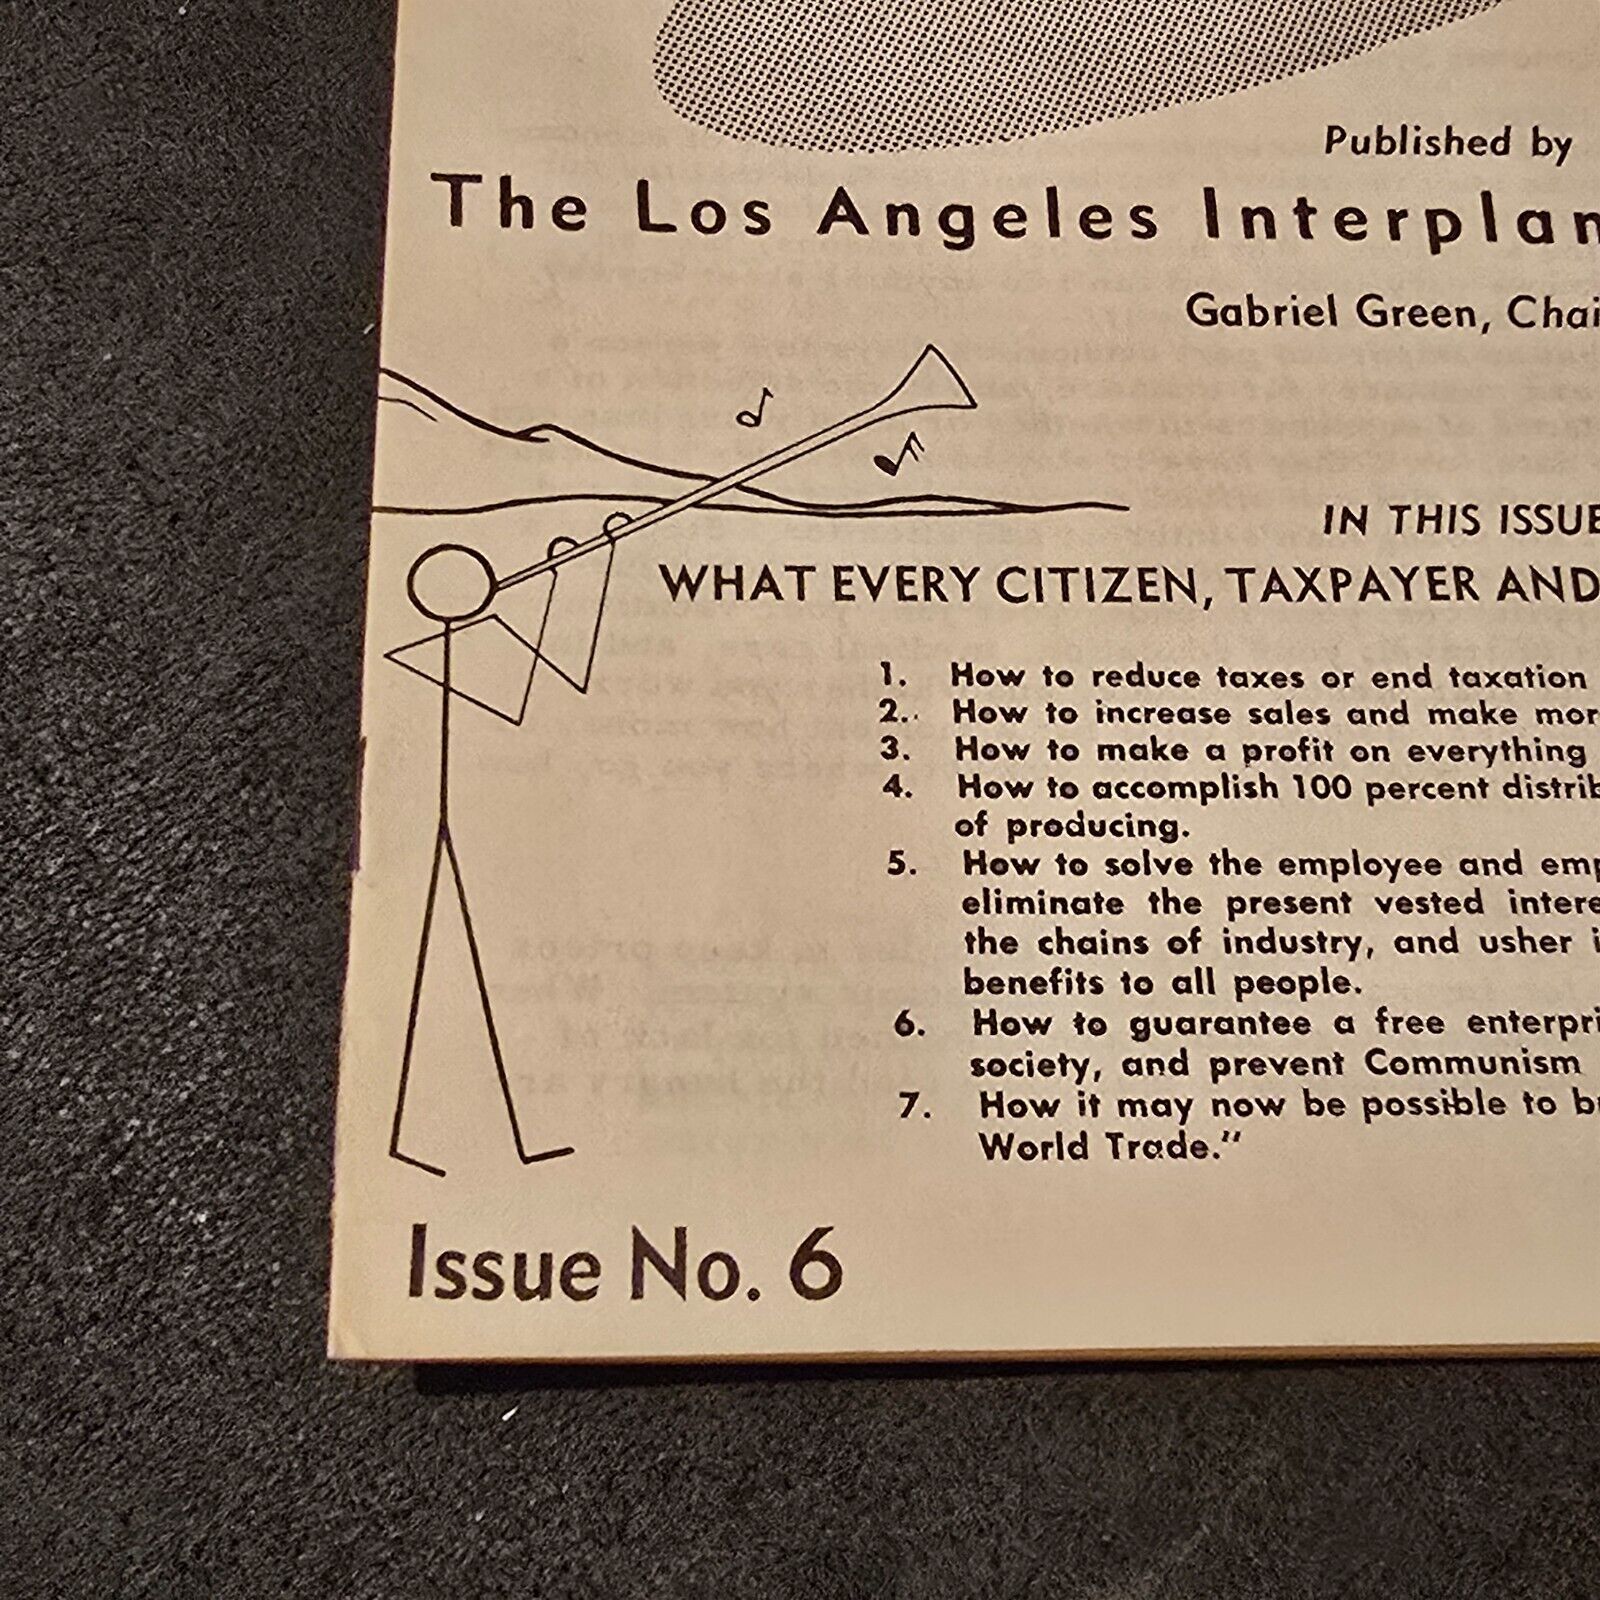 Published by
The Los Angeles Interplan
Gabriel Green, Chai
IN THIS ISSUE
WHAT EVERY CITIZEN, TAXPAYER AND
1. How to reduce taxes or end taxation
2. How to increase sales and make mor
3. How to make a profit on everything
4. How to accomplish 100 percent distrib
of producing.
5. How to solve the employee and emp
eliminate the present vested intere
the chains of industry, and usher i
benefits to all people.
6. How to guarantee a free enterpri
society, and prevent Communism
7. How it may now be possible to b
World Trade."
Issue No. 6